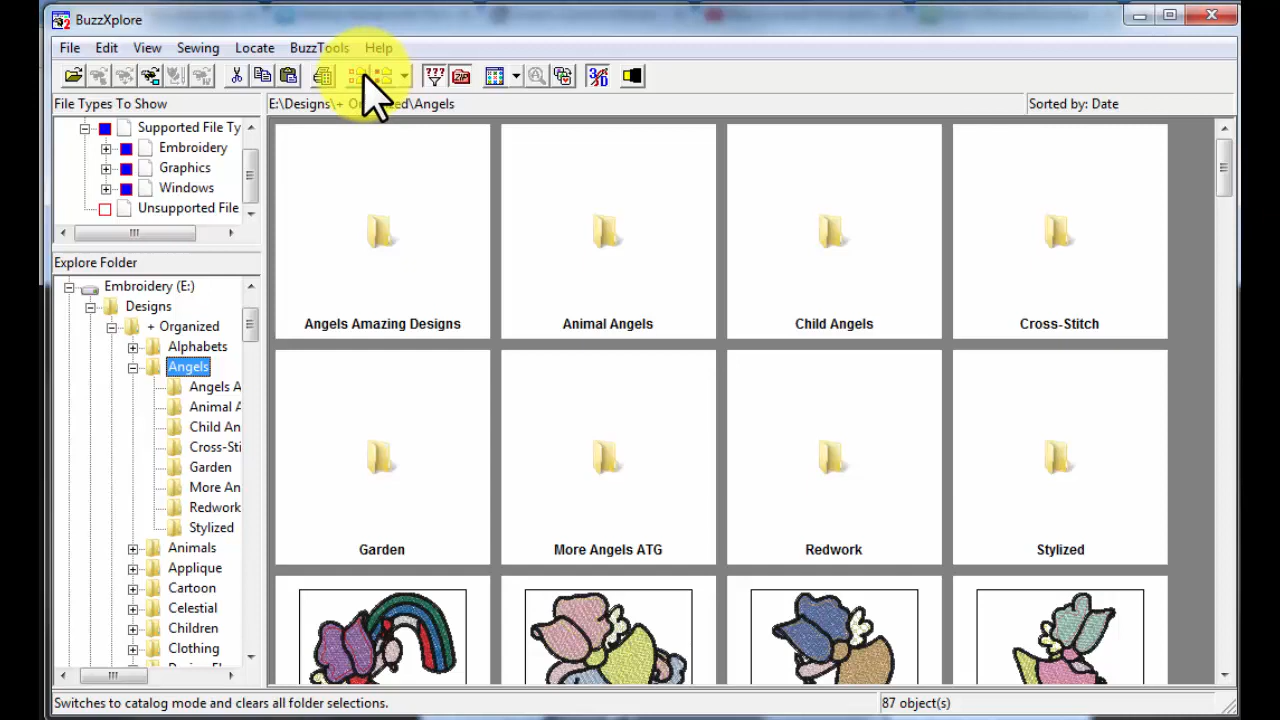 BuzzXplore
File Edit View Sewing Locate BuzzTools Help
File Types To Show
E:\Designs\+ Organized\Angels
Sorted by: Date
Supported File Ty
Embroidery
Graphics
Windows
Unsupported File
Explore Folder
Embroidery (E:)
Designs
+ Organized
Alphabets
Angels
Angels A
Animal A
Child An
Cross-Sti
Garden
More An
Redwork
Stylized
Animals
Applique
Cartoon
Celestial
Children
Clothing
Angels Amazing Designs
Animal Angels
Child Angels
Cross-Stitch
Garden
More Angels ATG
Redwork
Stylized
Switches to catalog mode and clears all folder selections.
87 object(s)